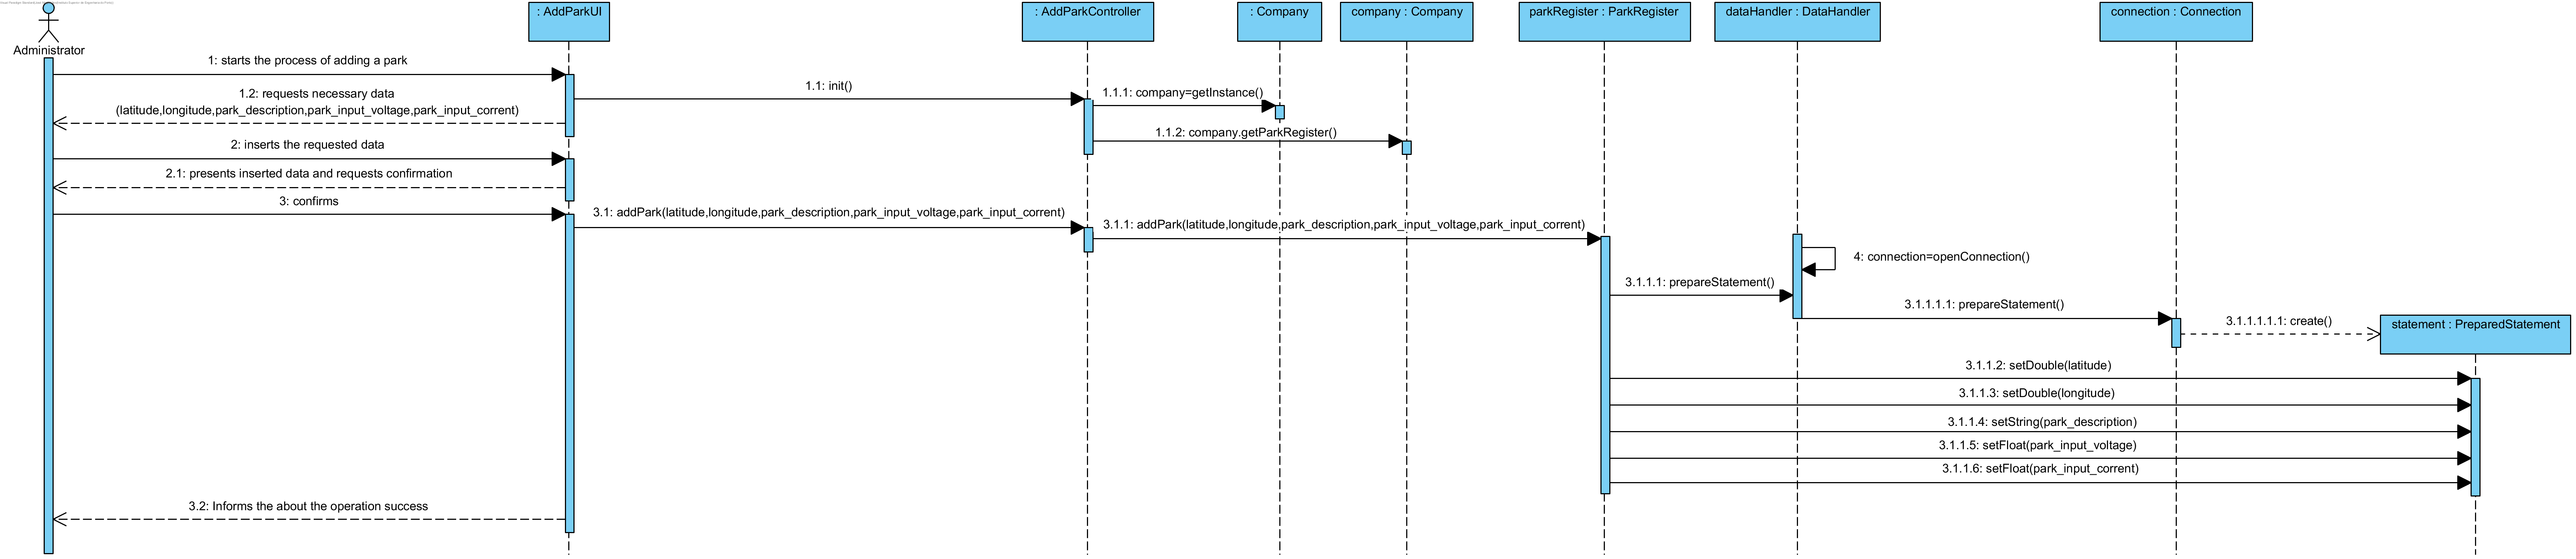 Administrator
: AddParkUI
: AddParkController
: Company
company : Company
parkRegister : ParkRegister
dataHandler : DataHandler
connection : Connection
1: starts the process of adding a park
1.1: init()
1.1.1: company=getInstance()
1.2: requests necessary data
(latitude,longitude,park_description,park_input_voltage,park_input_corrent)
1.1.2: company.getParkRegister()
2: inserts the requested data
2.1: presents inserted data and requests confirmation
3: confirms
3.1: addPark(latitude,longitude,park_description,park_input_voltage,park_input_corrent)
3.1.1: addPark(latitude,longitude,park_description,park_input_voltage,park_input_corrent)
4: connection=openConnection()
3.1.1.1: prepareStatement()
3.1.1.1.1: prepareStatement()
3.1.1.1.1.1: create()
statement : PreparedStatement
3.1.1.2: setDouble(latitude)
3.1.1.3: setDouble(longitude)
3.1.1.4: setString(park_description)
3.1.1.5: setFloat(park_input_voltage)
3.1.1.6: setFloat(park_input_corrent)
3.2: Informs the about the operation success